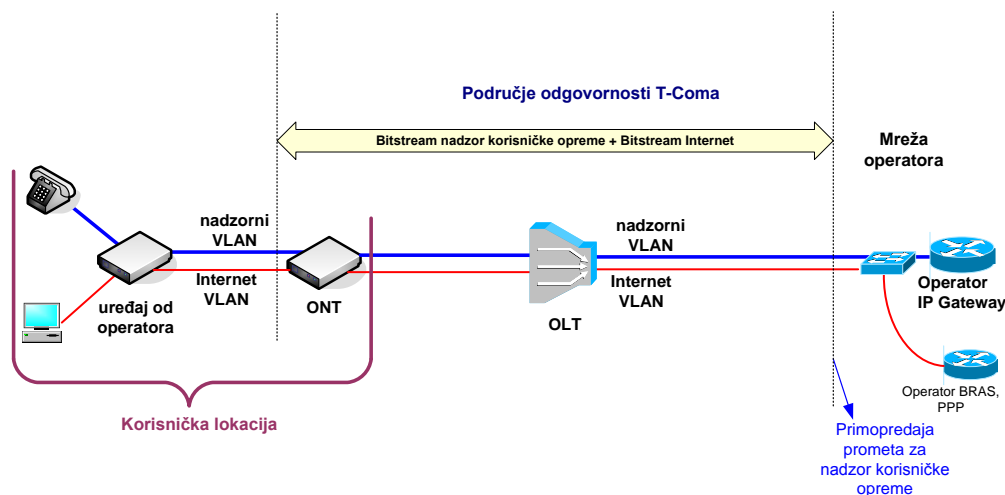 Područje odgovornosti T-Coma
Bitstream nadzor korisničke opreme + Bitstream Internet
Mreža
operatora
nadzorni
VLAN
Internet
VLAN
uređaj od
operatora
ONT
OLT
nadzorni
VLAN
Internet
VLAN
Operator
IP Gateway
Operator BRAS,
PPP
Korisnička lokacija
Primopredaja
prometa za
nadzor korisničke
opreme